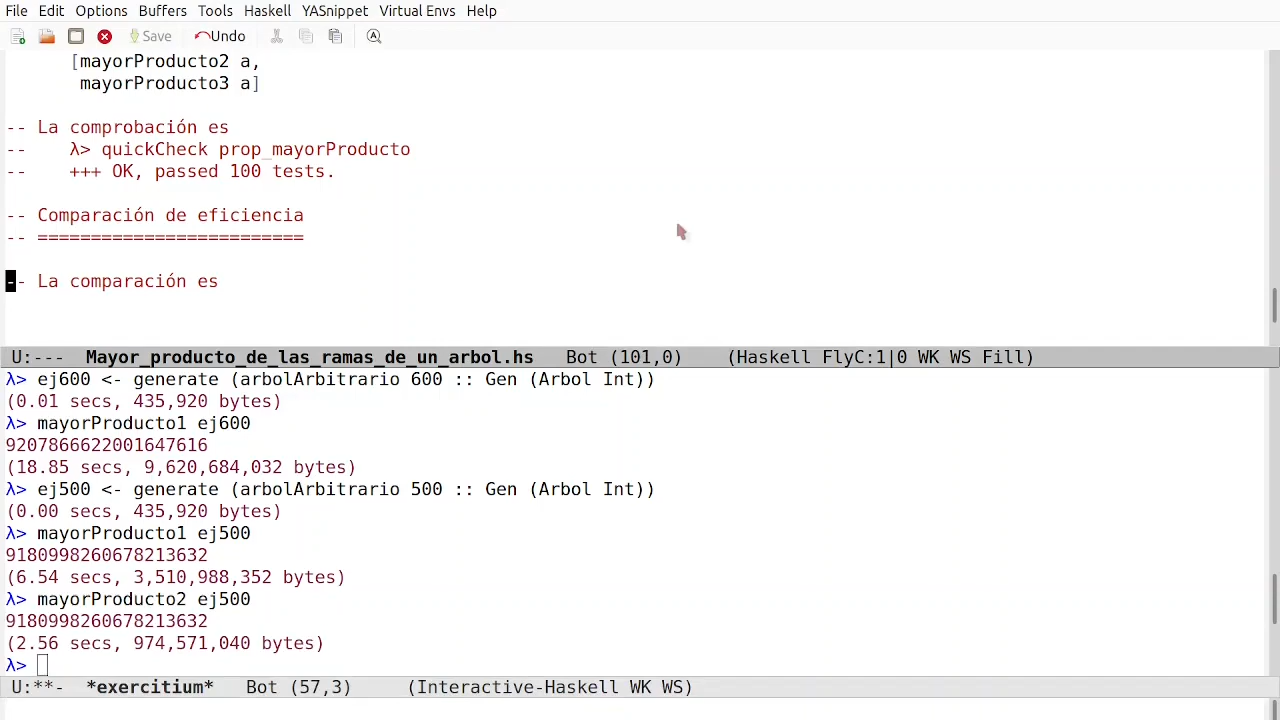 File Edit Options Buffers Tools Haskell YASnippet Virtual Envs Help
Save Undo
[mayorProducto2 a,
mayorProducto3 a]
-- La comprobación es
--    λ> quickCheck prop_mayorProducto
--    +++ OK, passed 100 tests.
-- Comparación de eficiencia
-- =========================
-- La comparación es
U:---  Mayor_producto_de_las_ramas_de_un_arbol.hs   Bot (101,0)    (Haskell FlyC:1|0 WK WS Fill)
λ> ej600 <- generate (arbolArbitrario 600 :: Gen (Arbol Int))
(0.01 secs, 435,920 bytes)
λ> mayorProducto1 ej600
9207866622001647616
(18.85 secs, 9,620,684,032 bytes)
λ> ej500 <- generate (arbolArbitrario 500 :: Gen (Arbol Int))
(0.00 secs, 435,920 bytes)
λ> mayorProducto1 ej500
9180998260678213632
(6.54 secs, 3,510,988,352 bytes)
λ> mayorProducto2 ej500
9180998260678213632
(2.56 secs, 974,571,040 bytes)
λ>
U:**-  *exercitium*   Bot (57,3)     (Interactive-Haskell WK WS)